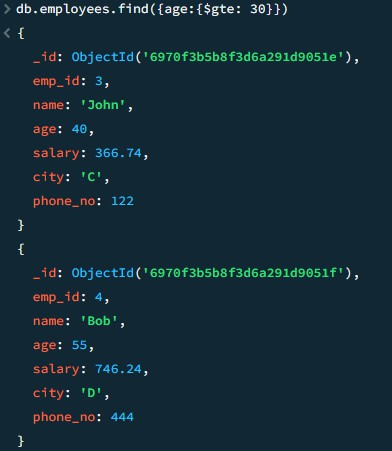 > db.employees.find({age:{$gte: 30}})
< {
_id: ObjectId('6970f3b5b8f3d6a291d9051e'),
emp_id: 3,
name: 'John',
age: 40,
salary: 366.74,
city: 'C',
phone_no: 122
}
{
_id: ObjectId('6970f3b5b8f3d6a291d9051f'),
emp_id: 4,
name: 'Bob',
age: 55,
salary: 746.24,
city: 'D',
phone_no: 444
}